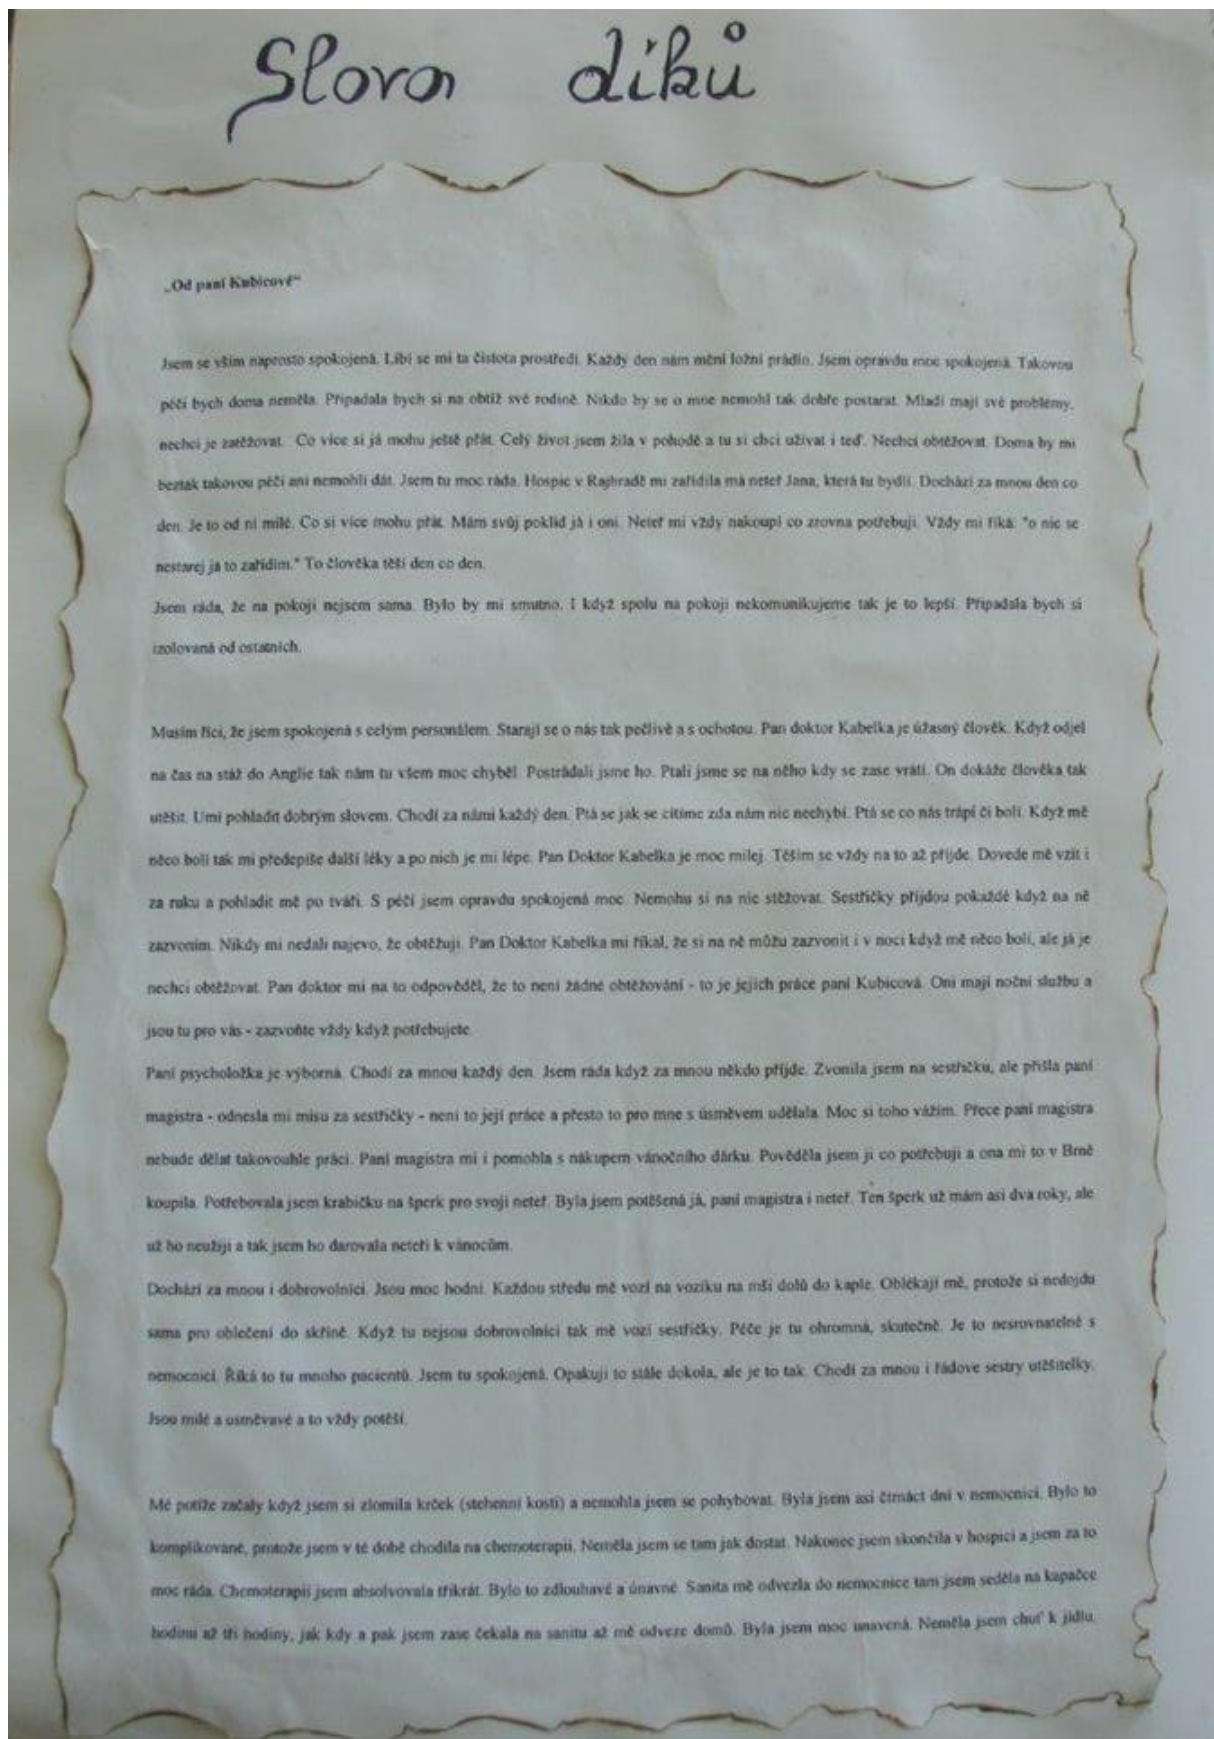 Slova díků
„Od paní Kubicové“
Jsem se vším naprosto spokojená. Líbí se mi ta čistota prostředí. Každý den nám mění ložní prádlo. Jsem opravdu moc spokojená. Takovou
péči bych doma neměla. Připadala bych si na obtíž své rodině. Nikdo by se o mne nemohl tak dobře postarat. Mladí mají své problémy,
nechci je zatěžovat. Co více si já mohu ještě přát. Celý život jsem žila v pohodě a tu si chci užívat i teď. Nechci obtěžovat. Doma by mi
beztak takovou péči ani nemohli dát. Jsem tu moc ráda. Hospic v Rajhradě mi zařídila má neteř Jana, která tu bydlí. Dochází za mnou den co
den. Je to od ní milé. Co si více mohu přát. Mám svůj poklid já i oni. Neteř mi vždy nakoupí co zrovna potřebuji. Vždy mi říká: "o nic se
nestarej já to zařídím." To člověka těší den co den.
Jsem ráda, že na pokoji nejsem sama. Bylo by mi smutno. I když spolu na pokoji nekomunikujeme tak je to lepší. Připadala bych si
izolovaná od ostatních.
Musím říci, že jsem spokojená s celým personálem. Starají se o nás tak pečlivě a s ochotou. Pan doktor Kabelka je úžasný člověk. Když odjel
na čas na stáž do Anglie tak nám tu všem moc chyběl. Postrádali jsme ho. Ptali jsme se na něho kdy se zase vrátí. On dokáže člověka tak
utěšit. Umí pohladit dobrým slovem. Chodí za námi každý den. Ptá se jak se cítíme zda nám nic nechybí. Ptá se co nás trápí či bolí. Když mě
něco bolí tak mi předepíše další léky a po nich je mi lépe. Pan Doktor Kabelka je moc milej. Těším se vždy na to až přijde. Dovede mě vzít i
za ruku a pohladit mě po tváři. S péčí jsem opravdu spokojená moc. Nemohu si na nic stěžovat. Sestřičky přijdou pokaždé když na ně
zazvoním. Nikdy mi nedali najevo, že obtěžuji. Pan Doktor Kabelka mi říkal, že si na ně můžu zazvonit i v noci když mě něco bolí, ale já je
nechci obtěžovat. Pan doktor mi na to odpověděl, že to není žádné obtěžování - to je jejich práce paní Kubicová. Oni mají noční službu a
jsou tu pro vás - zazvoňte vždy když potřebujete.
Paní psycholožka je výborná. Chodí za mnou každý den. Jsem ráda když za mnou někdo přijde. Zvonila jsem na sestřičku, ale přišla paní
magistra - odnesla mi mísu za sestřičky - není to její práce a přesto to pro mne s úsměvem udělala. Moc si toho vážím. Přece paní magistra
nebude dělat takovouhle práci. Paní magistra mi i pomohla s nákupem vánočního dárku. Pověděla jsem jí co potřebuji a ona mi to v Brně
koupila. Potřebovala jsem krabičku na šperk pro svoji neteř. Byla jsem potěšená já, paní magistra i neteř. Ten šperk už mám asi dva roky, ale
už ho neužiji a tak jsem ho darovala neteři k vánocům.
Dochází za mnou i dobrovolníci. Jsou moc hodní. Každou středu mě vozí na vozíku na mši dolů do kaple. Oblékají mě, protože si nedojdu
sama pro oblečení do skříně. Když tu nejsou dobrovolníci tak mě vozí sestřičky. Péče je tu ohromná, skutečně. Je to nesrovnatelné s
nemocnicí. Říká to tu mnoho pacientů. Jsem tu spokojená. Opakuji to stále dokola, ale je to tak. Chodí za mnou i řádove sestry utěšitelky.
Jsou milé a usměvavé a to vždy potěší.
Mé potíže začaly když jsem si zlomila krček (stehenní kosti) a nemohla jsem se pohybovat. Byla jsem asi čtrnáct dní v nemocnici. Bylo to
komplikované, protože jsem v té době chodila na chemoterapii. Neměla jsem se tam jak dostat. Nakonec jsem skončila v hospici a jsem za to
moc ráda. Chemoterapii jsem absolvovala třikrát. Bylo to zdlouhavé a únavné. Sanita mě odvezla do nemocnice tam jsem seděla na kapačce
hodinu až tři hodiny, jak kdy a pak jsem zase čekala na sanitu až mě odveze domů. Byla jsem moc unavená. Neměla jsem chuť k jídlu.